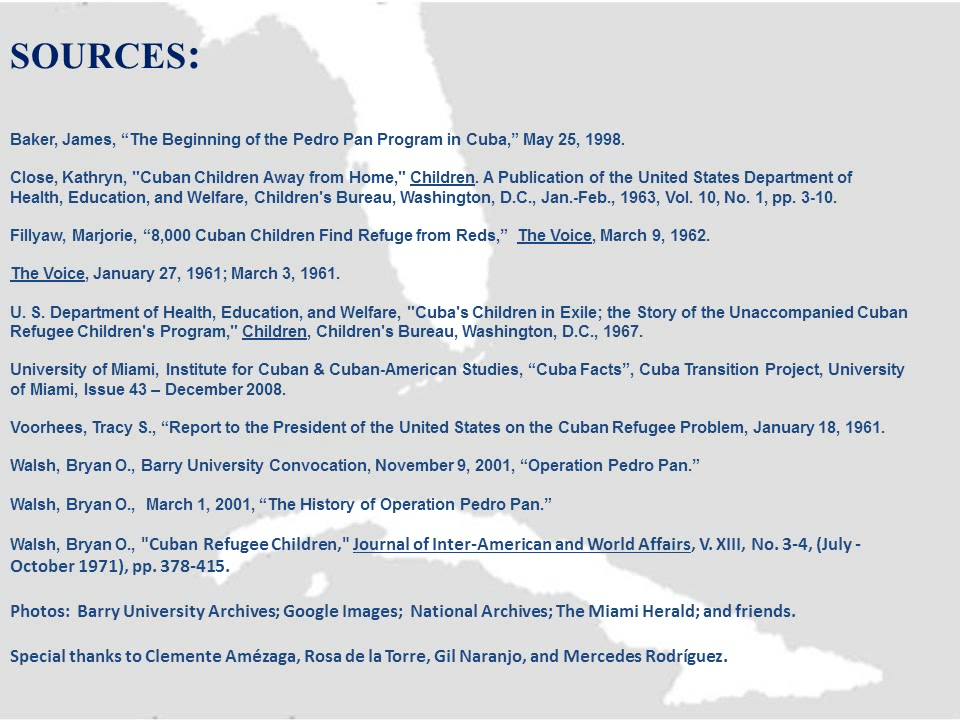 SOURCES:
Baker, James, “The Beginning of the Pedro Pan Program in Cuba,” May 25, 1998.
Close, Kathryn, "Cuban Children Away from Home," Children. A Publication of the United States Department of
Health, Education, and Welfare, Children's Bureau, Washington, D.C., Jan.-Feb., 1963, Vol. 10, No. 1, pp. 3-10.
Fillyaw, Marjorie, “8,000 Cuban Children Find Refuge from Reds,” The Voice, March 9, 1962.
The Voice, January 27, 1961; March 3, 1961.
U. S. Department of Health, Education, and Welfare, "Cuba's Children in Exile; the Story of the Unaccompanied Cuban
Refugee Children's Program," Children, Children's Bureau, Washington, D.C., 1967.
University of Miami, Institute for Cuban & Cuban-American Studies, “Cuba Facts”, Cuba Transition Project, University
of Miami, Issue 43 – December 2008.
Voorhees, Tracy S., “Report to the President of the United States on the Cuban Refugee Problem, January 18, 1961.
Walsh, Bryan O., Barry University Convocation, November 9, 2001, “Operation Pedro Pan.”
Walsh, Bryan O., March 1, 2001, “The History of Operation Pedro Pan.”
Walsh, Bryan O., "Cuban Refugee Children," Journal of Inter-American and World Affairs, V. XIII, No. 3-4, (July -
October 1971), pp. 378-415.
Photos: Barry University Archives; Google Images; National Archives; The Miami Herald; and friends.
Special thanks to Clemente Amézaga, Rosa de la Torre, Gil Naranjo, and Mercedes Rodríguez.